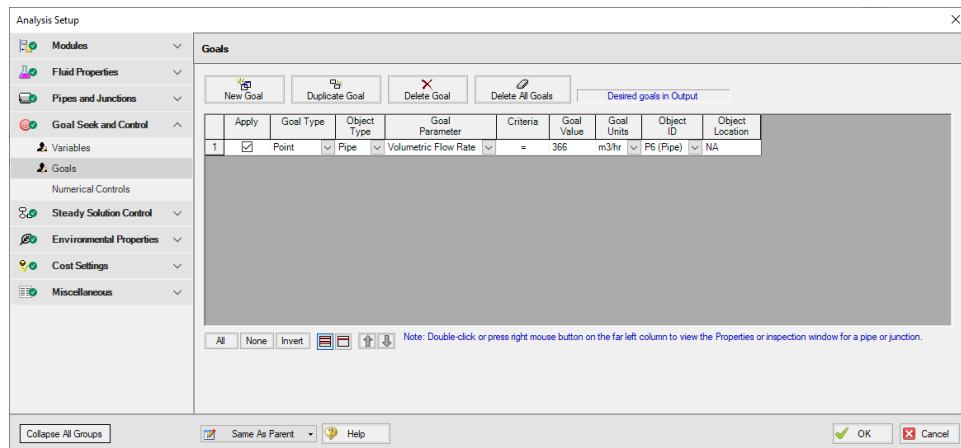 Analysis Setup
Modules
Fluid Properties
Pipes and Junctions
Goal Seek and Control
Variables
Goals
Numerical Controls
Steady Solution Control
Environmental Properties
Cost Settings
Miscellaneous
Collapse All Groups
Goals
New Goal Duplicate Goal Delete Goal Delete All Goals Desired goals in Output
Apply Goal Type Object Type Goal Parameter Criteria Goal Value Goal Units Object ID Object Location
1 Point Pipe Volumetric Flow Rate = 366 m3/hr P6 (Pipe) NA
All None Invert Note: Double-click or press right mouse button on the far left column to view the Properties or inspection window for a pipe or junction.
Same As Parent Help OK Cancel